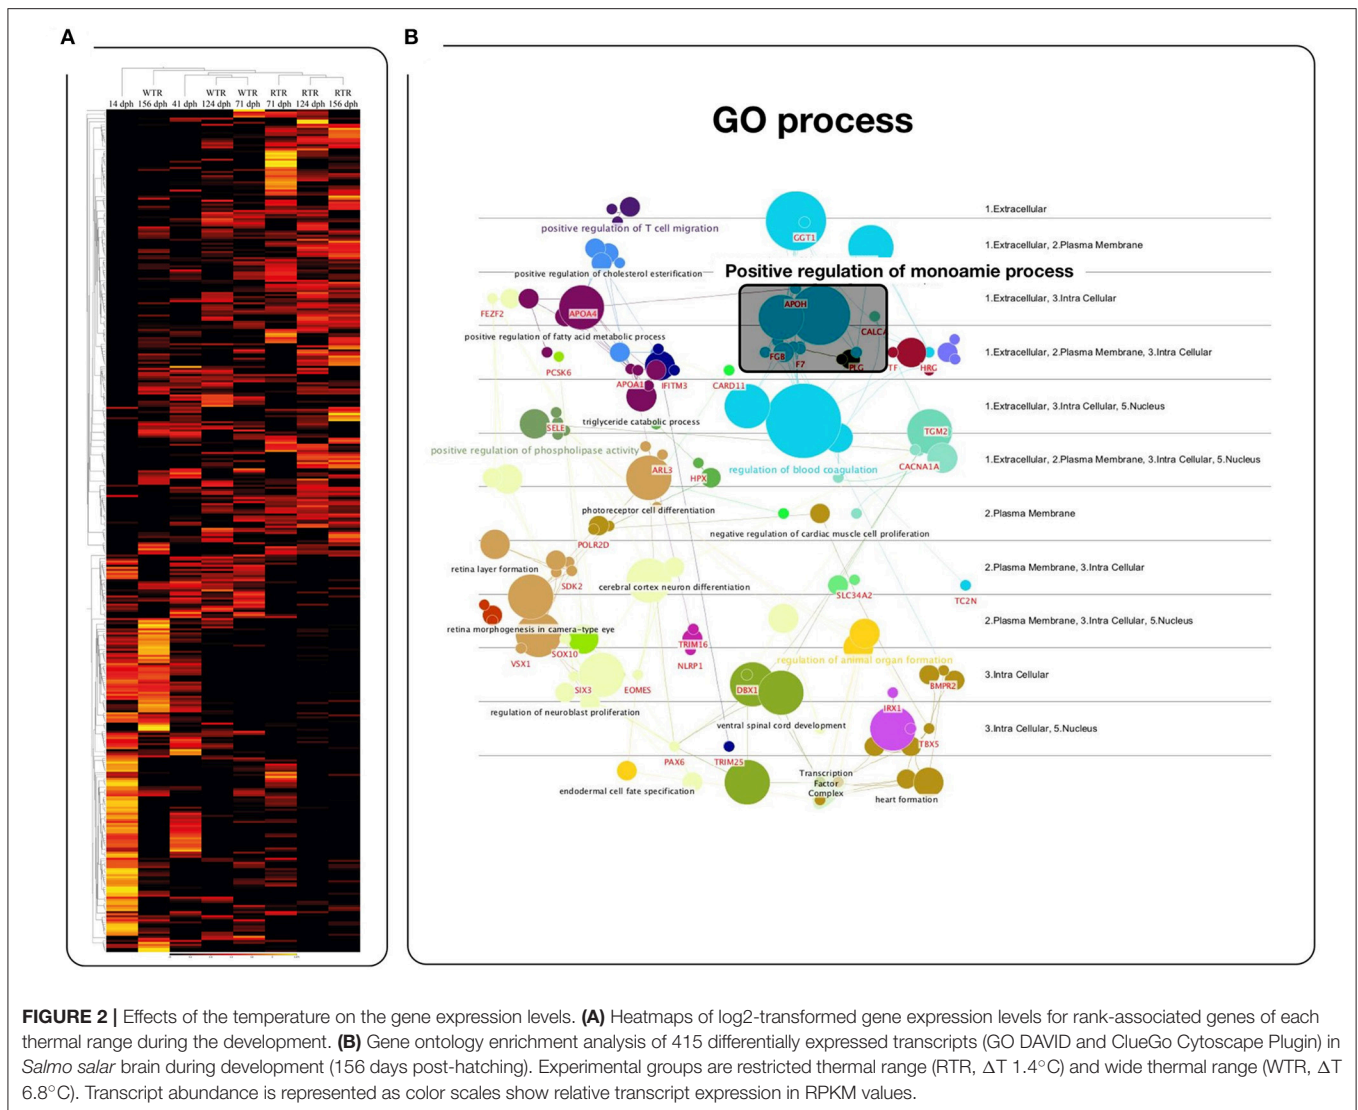 A
B
WTR WTR WTR RTR RTR RTR
14 dph 156 dph 41 dph 124 dph 71 dph 71 dph 124 dph 156 dph
GO process
1.Extracellular
positive regulation of T cell migration
GGT1
1.Extracellular, 2.Plasma Membrane
positive regulation of cholesterol esterification
Positive regulation of monoamie process
1.Extracellular, 3.Intra Cellular
FEZF2
APOA4
APOH
CALCA
positive regulation of fatty acid metabolic process
1.Extracellular, 2.Plasma Membrane, 3.Intra Cellular
PCSK6
APOA1
IFITM3
CARD11
FGB
F7
PLG
TF
HRG
1.Extracellular, 3.Intra Cellular, 5.Nucleus
triglyceride catabolic process
SELE
TGM2
positive regulation of phospholipase activity
1.Extracellular, 2.Plasma Membrane, 3.Intra Cellular, 5.Nucleus
ARL3
HPX
regulation of blood coagulation
CACNA1A
photoreceptor cell differentiation
2.Plasma Membrane
negative regulation of cardiac muscle cell proliferation
POLR2D
retina layer formation
2.Plasma Membrane, 3.Intra Cellular
SDK2
cerebral cortex neuron differentiation
SLC34A2
TC2N
2.Plasma Membrane, 3.Intra Cellular, 5.Nucleus
retina morphogenesis in camera-type eye
VSX1
SOX10
TRIM16
NLRP1
regulation of animal organ formation
3.Intra Cellular
SIX3
EOMES
DBX1
BMPR2
regulation of neuroblast proliferation
IRX1
ventral spinal cord development
3.Intra Cellular, 5.Nucleus
TBX5
PAX6
TRIM25
endodermal cell fate specification
Transcription
Factor
Complex
heart formation
FIGURE 2 | Effects of the temperature on the gene expression levels. (A) Heatmaps of log2-transformed gene expression levels for rank-associated genes of each
thermal range during the development. (B) Gene ontology enrichment analysis of 415 differentially expressed transcripts (GO DAVID and ClueGo Cytoscape Plugin) in
Salmo salar brain during development (156 days post-hatching). Experimental groups are restricted thermal range (RTR, ΔT 1.4°C) and wide thermal range (WTR, ΔT
6.8°C). Transcript abundance is represented as color scales show relative transcript expression in RPKM values.